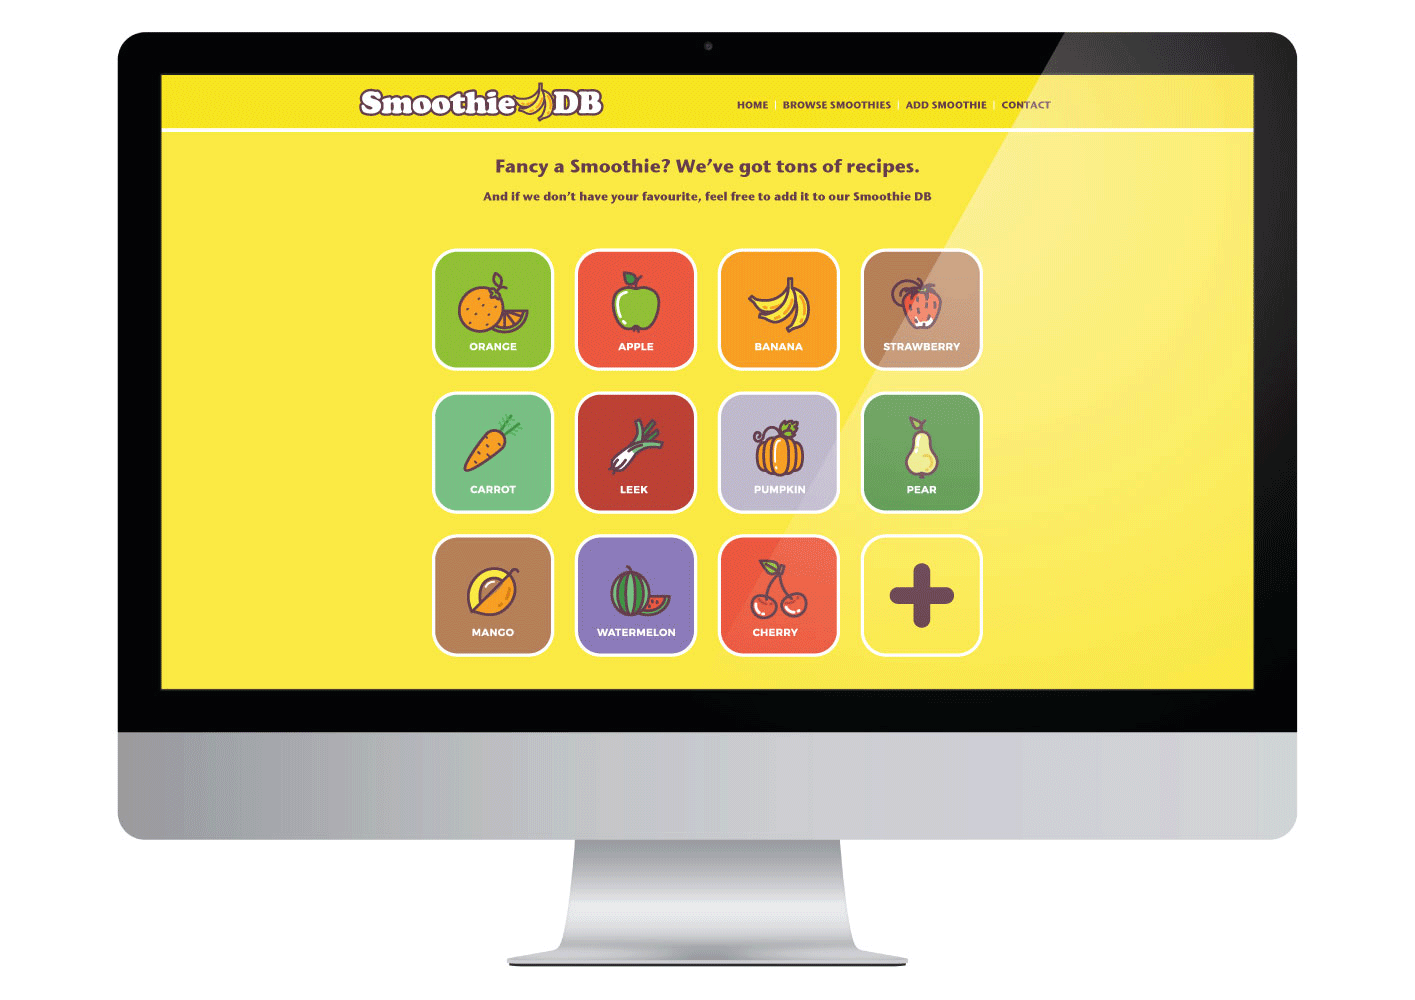 Smoothie DB
HOME | BROWSE SMOOTHIES | ADD SMOOTHIE | CONTACT
Fancy a Smoothie? We’ve got tons of recipes.
And if we don’t have your favourite, feel free to add it to our Smoothie DB
ORANGE APPLE BANANA STRAWBERRY
CARROT LEEK PUMPKIN PEAR
MANGO WATERMELON CHERRY